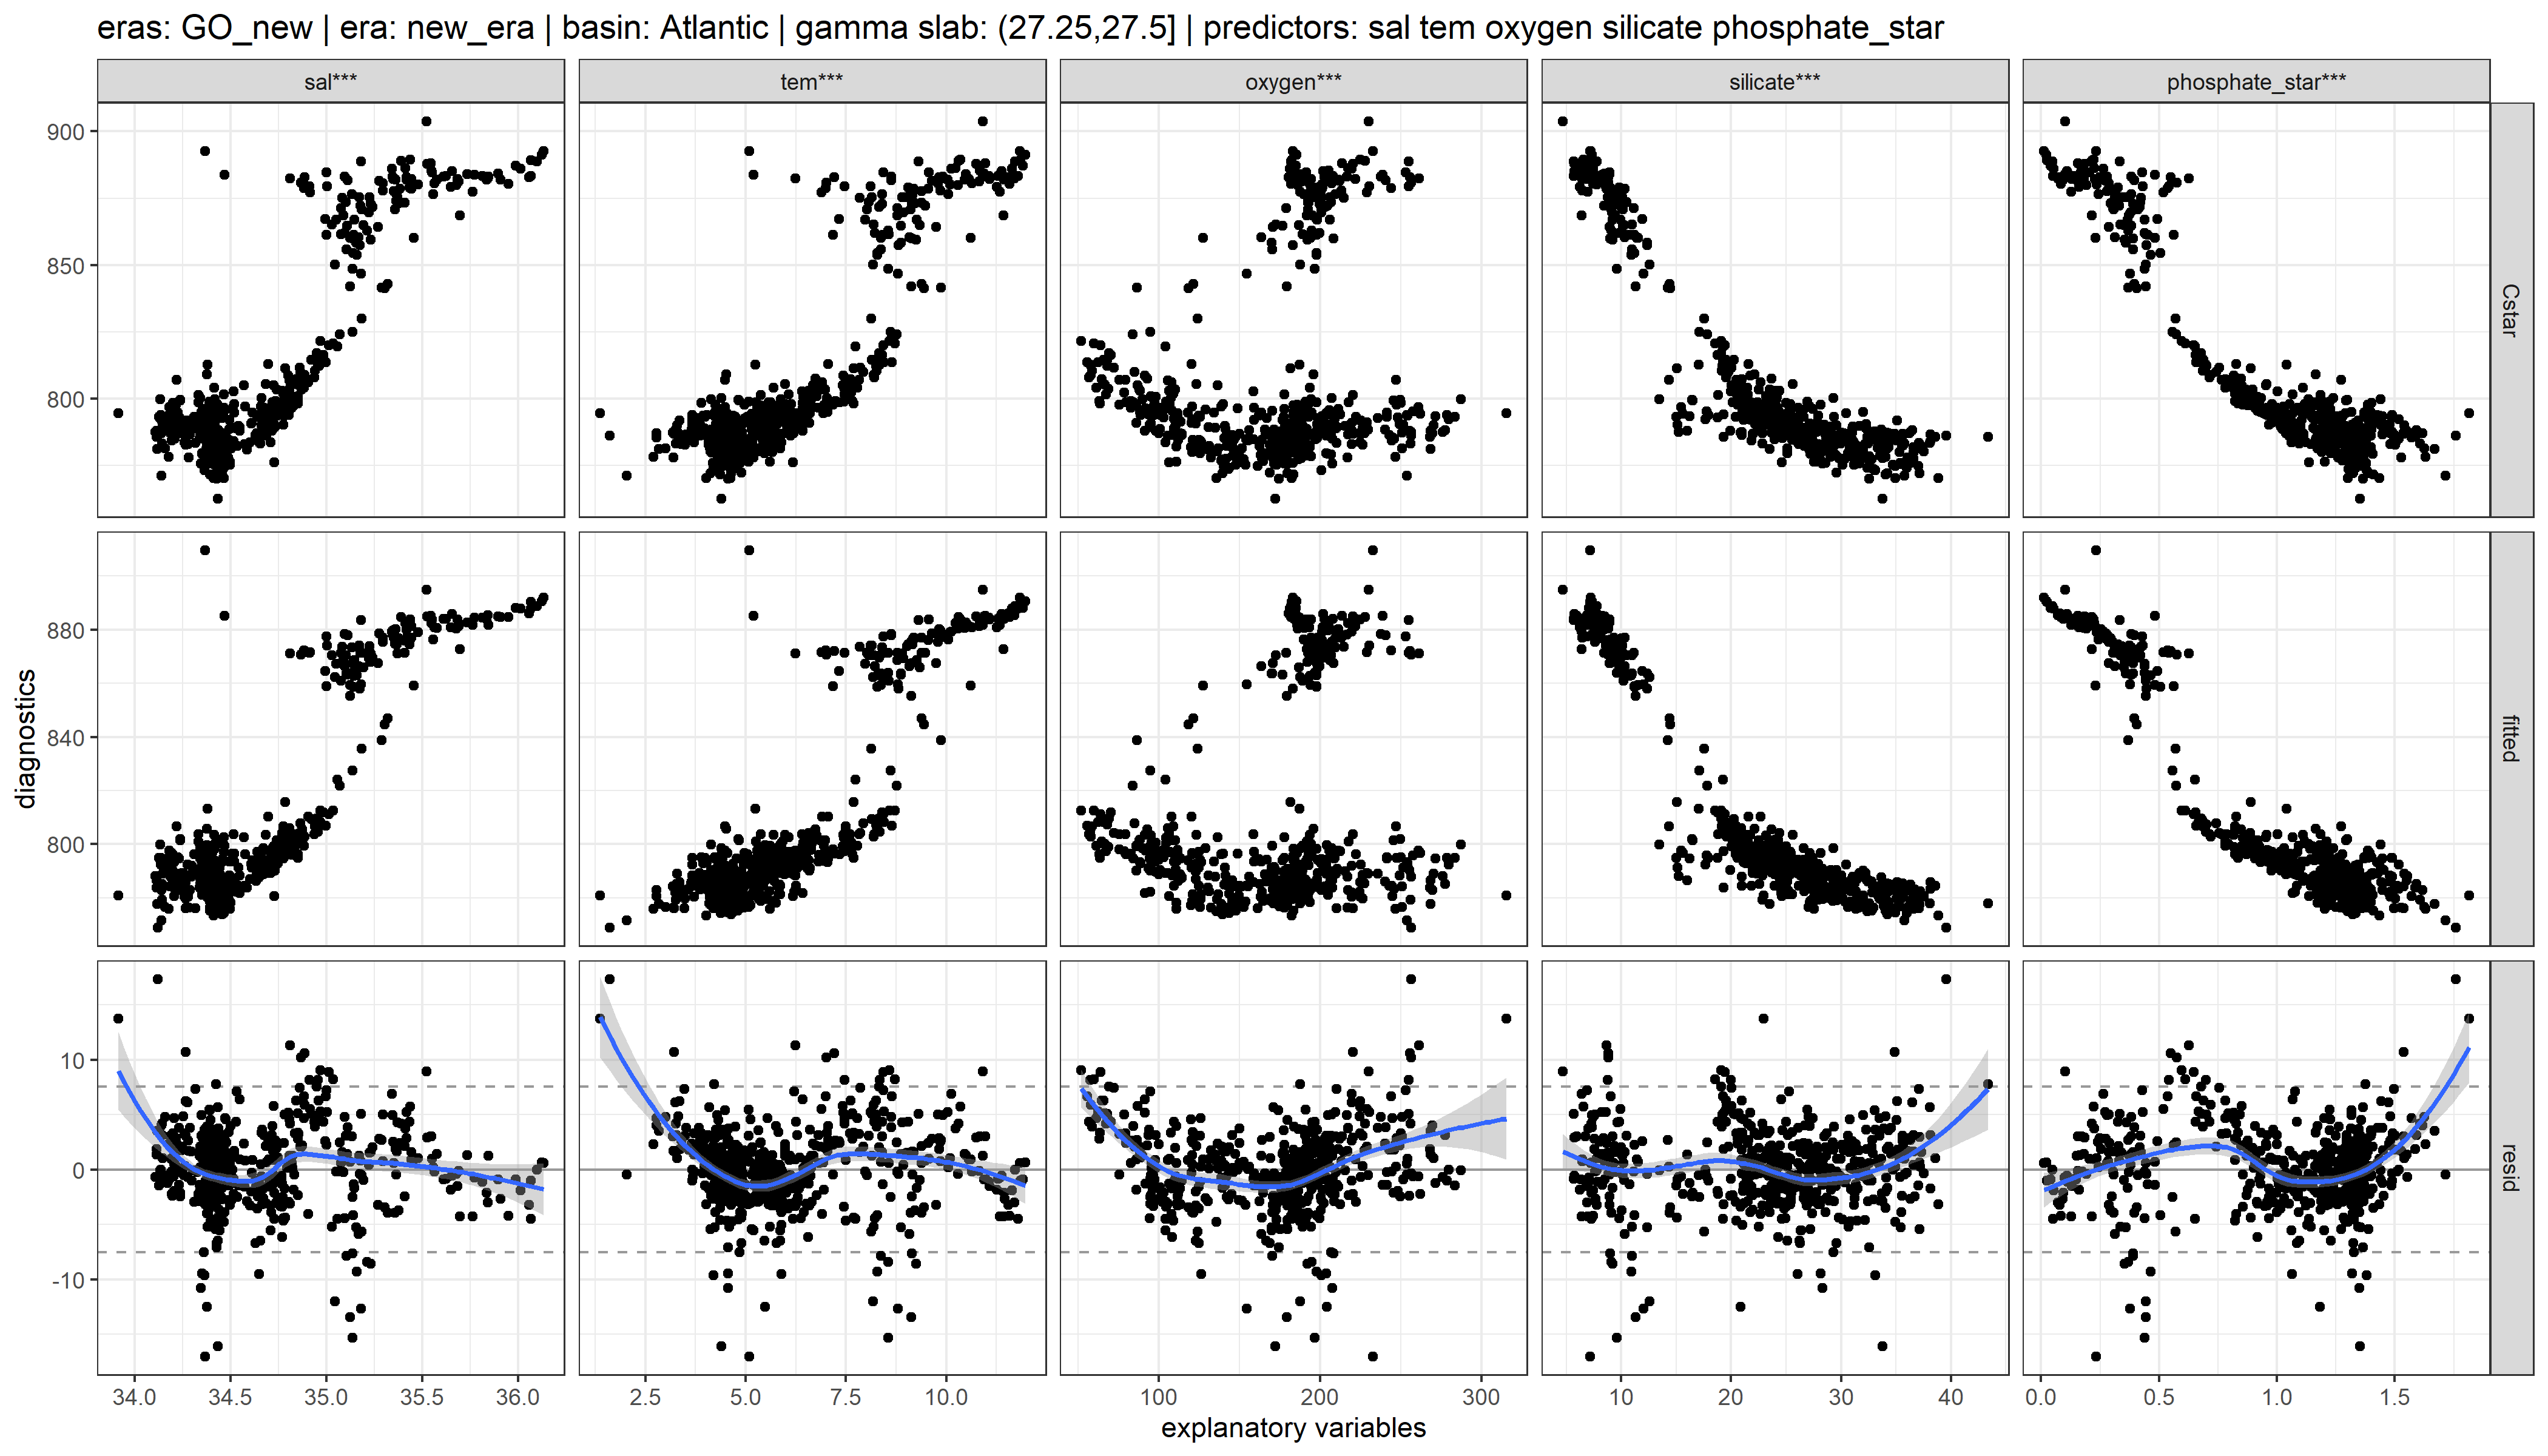 eras: GO_new | era: new_era | basin: Atlantic | gamma slab: (27.25,27.5] | predictors: sal tem oxygen silicate phosphate_star
sal*** tem*** oxygen*** silicate*** phosphate_star***
900
850
800
Cstar
880
840
800
fitted
diagnostics
10
0
-10
resid
34.0 34.5 35.0 35.5 36.0 2.5 5.0 7.5 10.0 100 200 300 10 20 30 40 0.0 0.5 1.0 1.5
explanatory variables